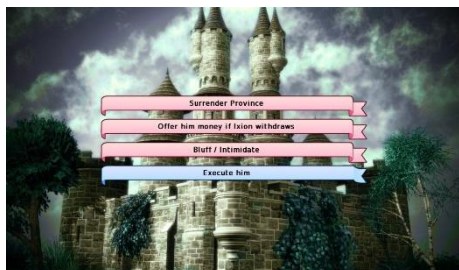 Surrender Province
Offer him money if Ixion withdraws
Bluff / Intimidate
Execute him